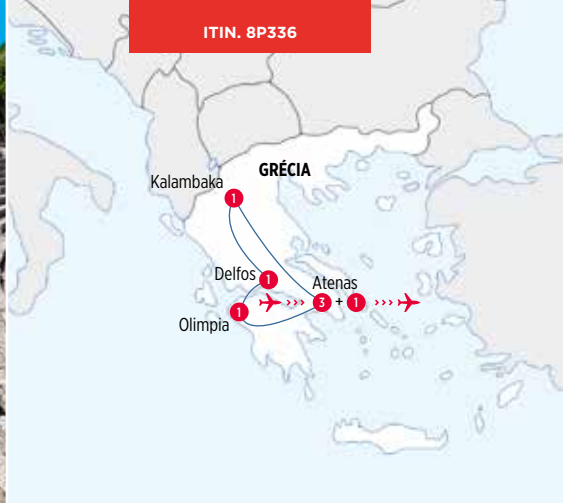 ITIN. 8P336
GRÉCIA
Kalambaka
1
Delfos 1
Atenas
3 + 1
Olimpia 1